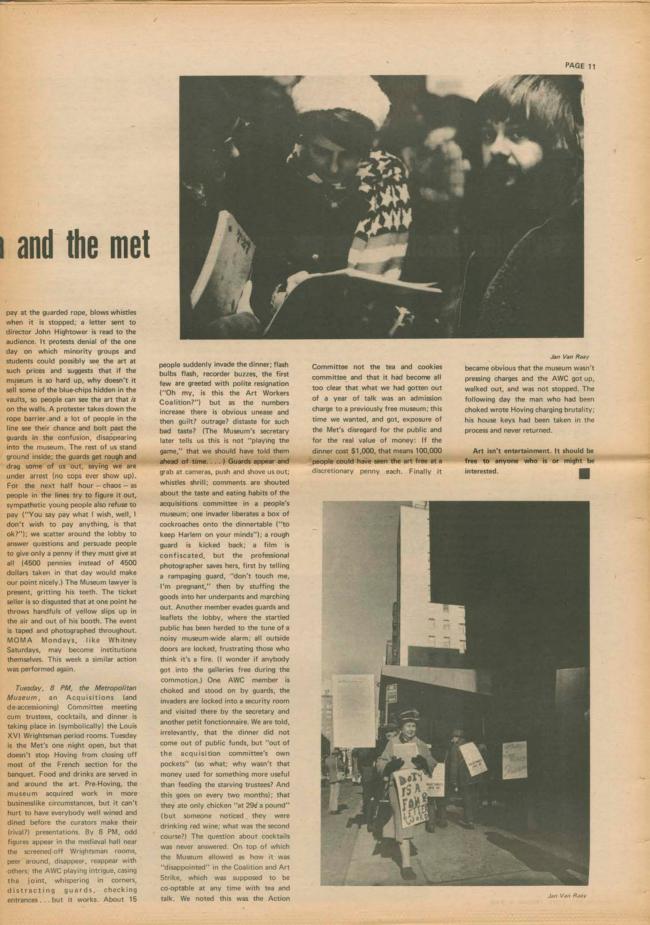 PAGE 11
and the met
pay at the guarded rope, blows whistles
when it is stopped; a letter sent to
director John Hightower is read to the
audience. It protests denial of the one
day on which minority groups and
students could possibly see the art at
such prices and suggests that if the
museum is so hard up, why doesn't it
sell some of the blue-chips hidden in the
vaults, so people can see the art that is
on the walls. A protester takes down the
rope barrier and a lot of people in the
line see their chance and bolt past the
guards in the confusion, disappearing
into the museum. The rest of us stand
ground inside; the guards get rough and
drag some of us out, saying we are
under arrest (no cops ever show up).
For the next half hour – chaos – as
people in the lines try to figure it out,
sympathetic young people also refuse to
pay ("You say pay what I wish, well, I
don't wish to pay anything, is that
ok?"); we scatter around the lobby to
answer questions and persuade people
to give only a penny if they must give at
all (4500 pennies instead of 4500
dollars taken in that day would make
our point nicely.) The Museum lawyer is
present, gritting his teeth. The ticket
seller is so disgusted that at one point he
throws handfuls of yellow slips up in
the air and out of his booth. The event
is taped and photographed throughout.
MOMA Mondays, like Whitney
Saturdays, may become institutions
themselves. This week a similar action
was performed again.
Tuesday, 8 PM, the Metropolitan
Museum, an Acquisitions (and
de-accessioning) Committee meeting
cum trustees, cocktails, and dinner is
taking place in (symbolically) the Louis
XVI Wrightsman period rooms. Tuesday
is the Met's one night open, but that
doesn't stop Hoving from closing off
most of the French section for the
banquet. Food and drinks are served in
and around the art. Pre-Hoving, the
museum acquired work in more
businesslike circumstances, but it can't
hurt to have everybody well wined and
dined before the curators make their
(rival?) presentations. By 8 PM, odd
figures appear in the medieval hall near
the screened-off Wrightsman rooms,
peer around, disappear, reappear with
others; the AWC playing intrigue, casing
the joint, whispering in corners,
distracting guards, checking
entrances . . . but it works. About 15
people suddenly invade the dinner; flash
bulbs flash, recorder buzzes, the first
few are greeted with polite resignation
("Oh my, is this the Art Workers
Coalition?") but as the numbers
increase there is obvious unease and
then guilt? outrage? distaste for such
bad taste? (The Museum's secretary
later tells us this is not "playing the
game," that we should have told them
ahead of time. . . .) Guards appear and
grab at cameras, push and shove us out;
whistles shrill; comments are shouted
about the taste and eating habits of the
acquisitions committee in a people's
museum; one invader liberates a box of
cockroaches onto the dinnertable ("to
keep Harlem on your minds"); a rough
guard is kicked back; a film is
confiscated, but the professional
photographer saves hers, first by telling
a rampaging guard, "don't touch me,
I'm pregnant," then by stuffing the
goods into her underpants and marching
out. Another member evades guards and
leaflets the lobby, where the startled
public has been herded to the tune of a
noisy museum-wide alarm; all outside
doors are locked, frustrating those who
think it's a fire. (I wonder if anybody
got into the galleries free during the
commotion.) One AWC member is
choked and stood on by guards, the
invaders are locked into a security room
and visited there by the secretary and
another petit fonctionnaire. We are told,
irrelevantly, that the dinner did not
come out of public funds, but "out of
the acquisition committee's own
pockets" (so what; why wasn't that
money used for something more useful
than feeding the starving trustees? And
this goes on every two months); that
they ate only chicken "at 29¢ a pound"
(but someone noticed they were
drinking red wine; what was the second
course?) The question about cocktails
was never answered. On top of which
the Museum allowed as how it was
"disappointed" in the Coalition and Art
Strike, which was supposed to be
co-optable at any time with tea and
talk. We noted this was the Action
Jan Van Raay
Committee not the tea and cookies
committee and that it had become all
too clear that what we had gotten out
of a year of talk was an admission
charge to a previously free museum; this
time we wanted, and got, exposure of
the Met's disregard for the public and
for the real value of money: If the
dinner cost $1,000, that means 100,000
people could have seen the art free at a
discretionary penny each. Finally it
became obvious that the museum wasn't
pressing charges and the AWC got up,
walked out, and was not stopped. The
following day the man who had been
choked wrote Hoving charging brutality;
his house keys had been taken in the
process and never returned.
Art isn't entertainment. It should be
free to anyone who is or might be
interested.
IS A
Jan Van Raay